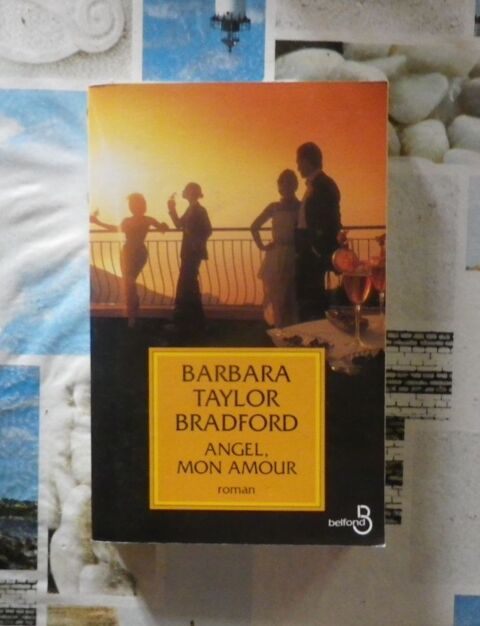 BARBARA
TAYLOR
BRADFORD
ANGEL,
MON AMOUR
roman
belfond